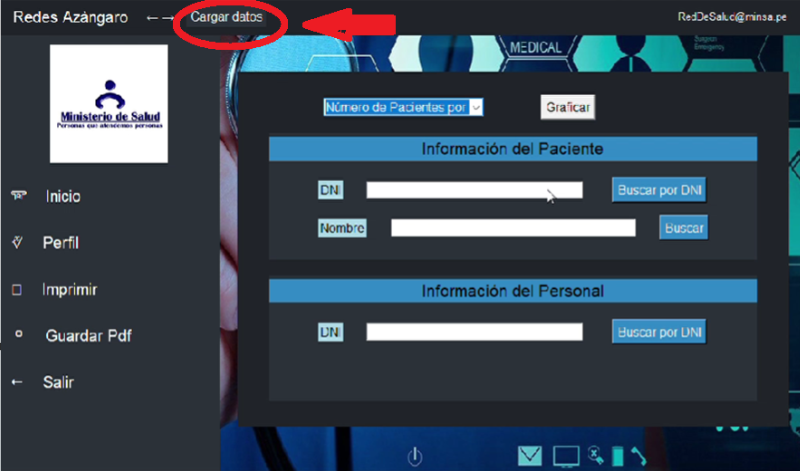 Redes Azángaro ←→ Cargar datos
RedDeSalud@minsa.pe
MEDICAL
Surgeon
Emergency
Ministerio de Salud
Personas que atendemos personas
Inicio
Perfil
Imprimir
Guardar Pdf
← Salir
Número de Pacientes por
Graficar
Información del Paciente
DNI
Buscar por DNI
Nombre
Buscar
Información del Personal
DNI
Buscar por DNI